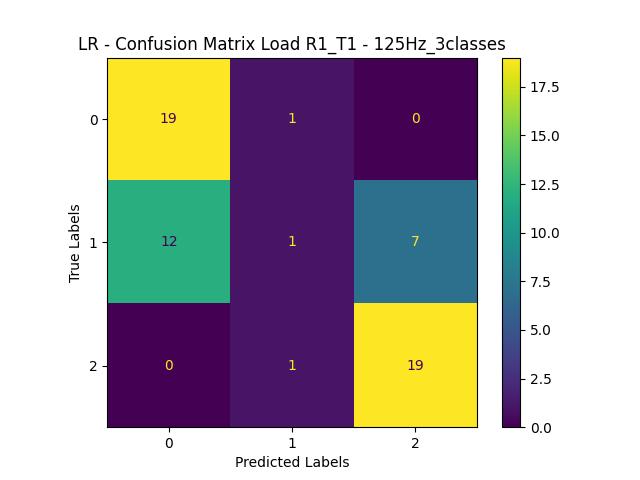 LR - Confusion Matrix Load R1_T1 - 125Hz_3classes
0 19 1 0
1 12 1 7
2 0 1 19
0 1 2
True Labels
Predicted Labels
17.5
15.0
12.5
10.0
7.5
5.0
2.5
0.0